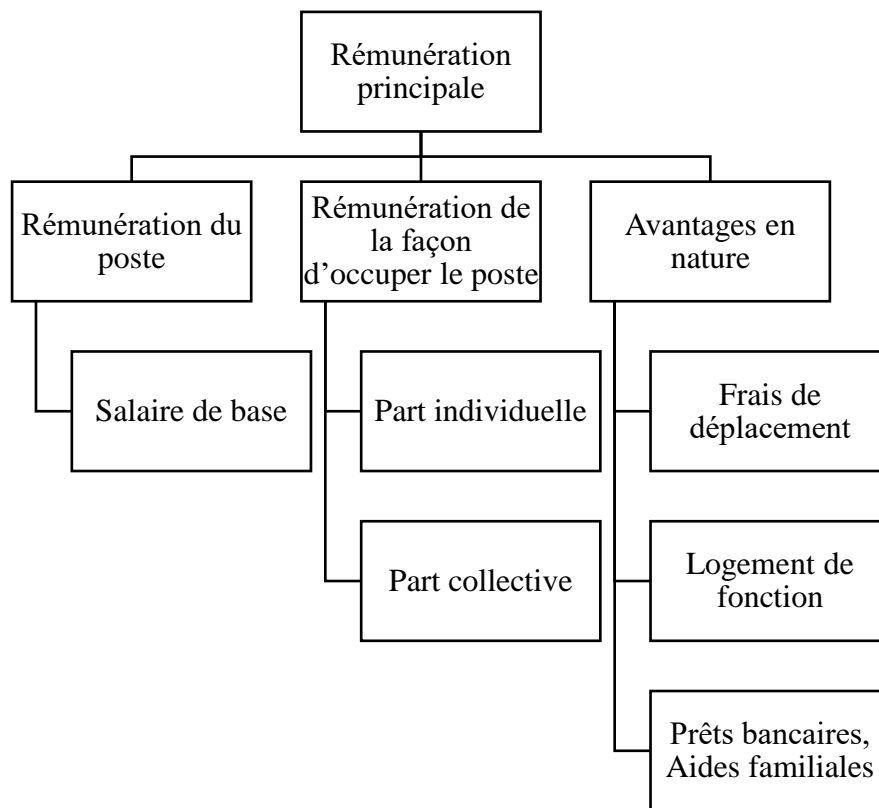 Rémunération
principale
Rémunération du
poste
Rémunération de
la façon
d’occuper le poste
Avantages en
nature
Salaire de base
Part individuelle
Frais de
déplacement
Part collective
Logement de
fonction
Prêts bancaires,
Aides familiales